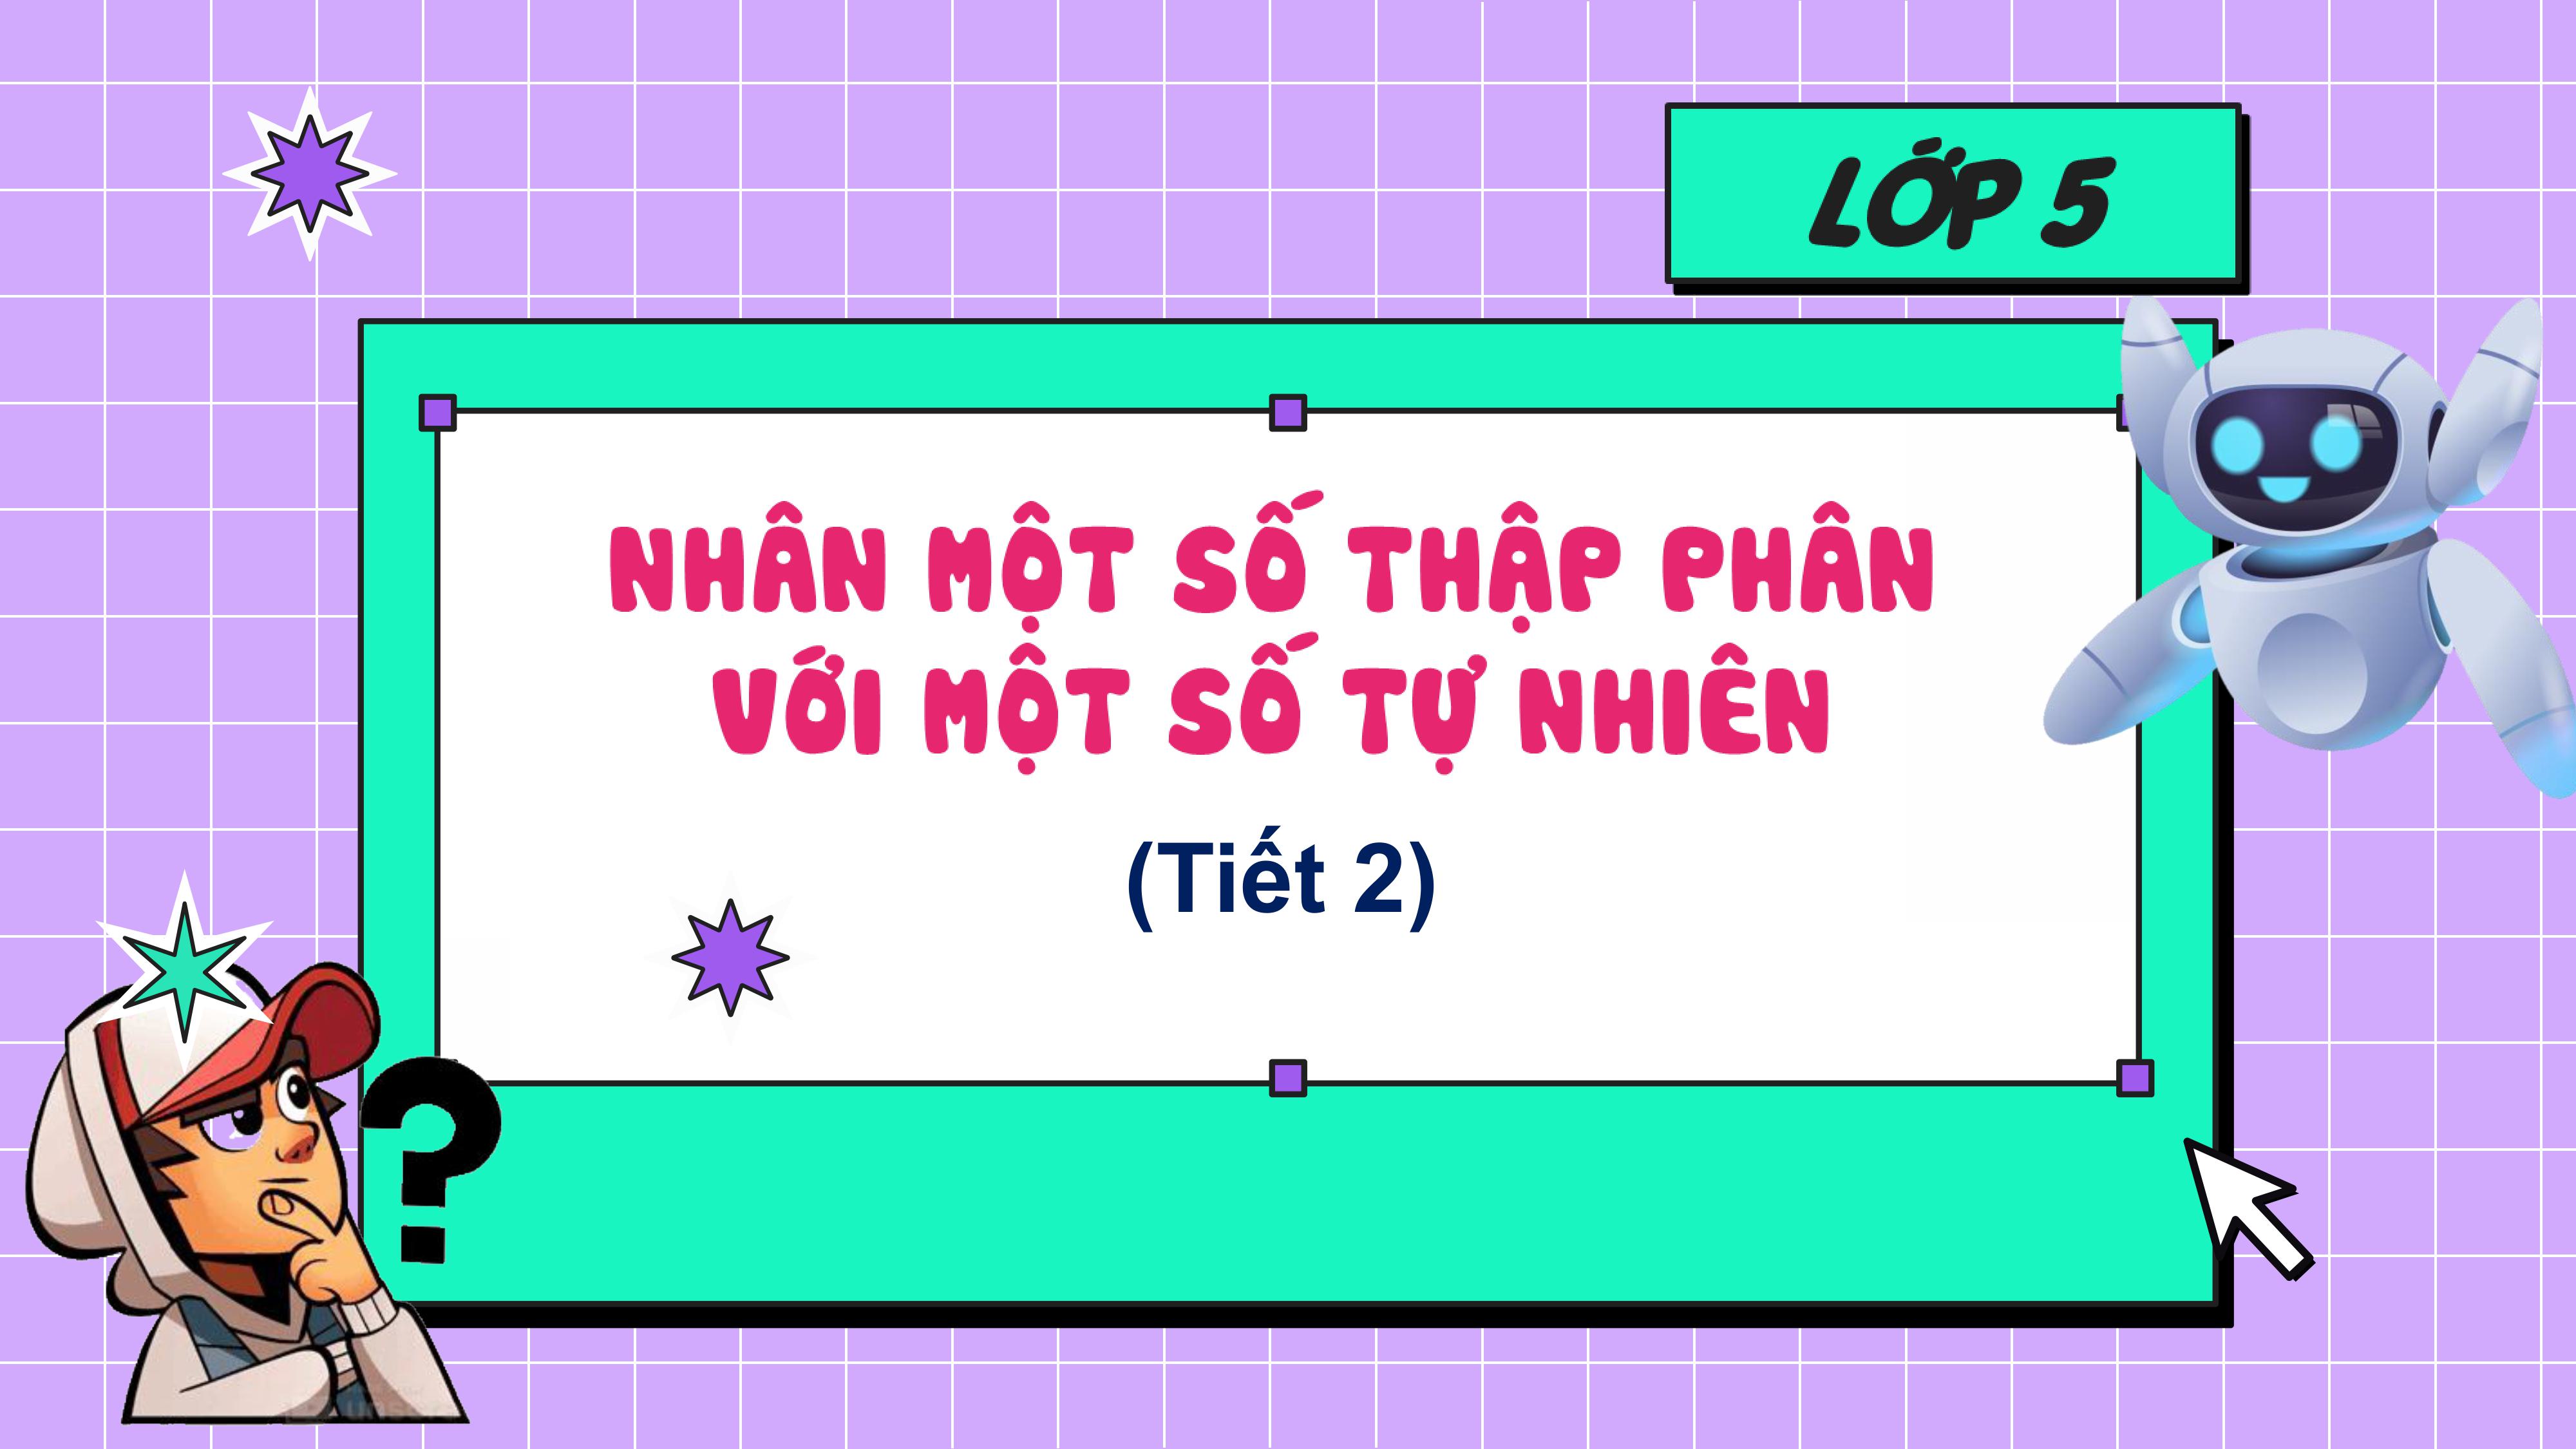 LỚP 5
NHÂN MỘT SỐ THẬP PHÂN
VỚI MỘT SỐ TỰ NHIÊN
(Tiết 2)
?